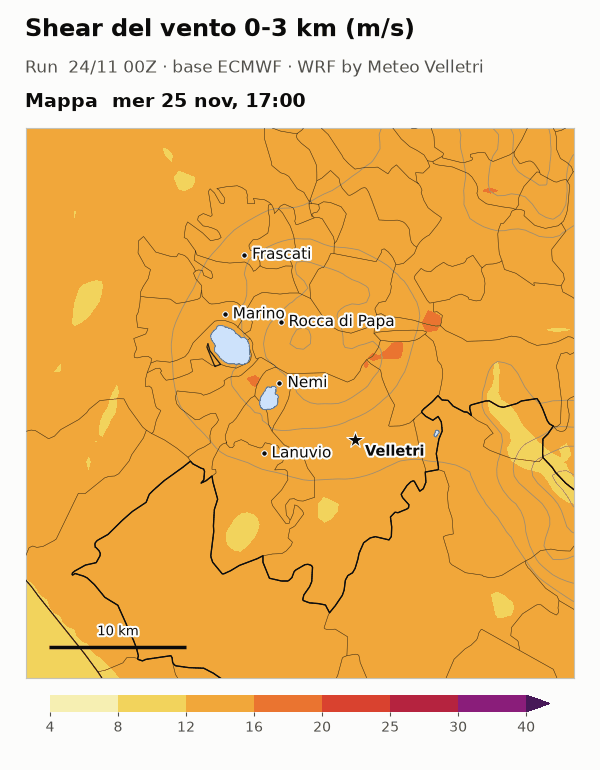 Shear del vento 0-3 km (m/s)
Run  24/11 00Z · base ECMWF · WRF by Meteo Velletri
Mappa  mer 25 nov, 17:00
Frascati
Marino
Rocca di Papa
Nemi
Velletri
Lanuvio
10 km
4 8 12 16 20 25 30 40